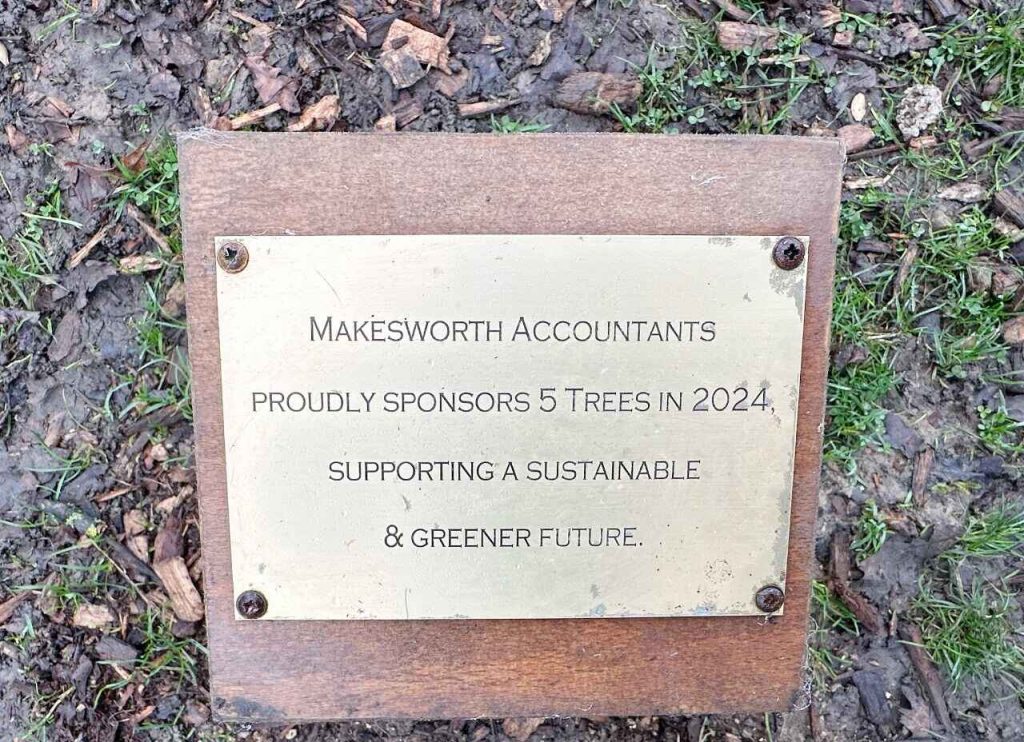 Makesworth Accountants
proudly sponsors 5 Trees in 2024,
supporting a sustainable
& greener future.